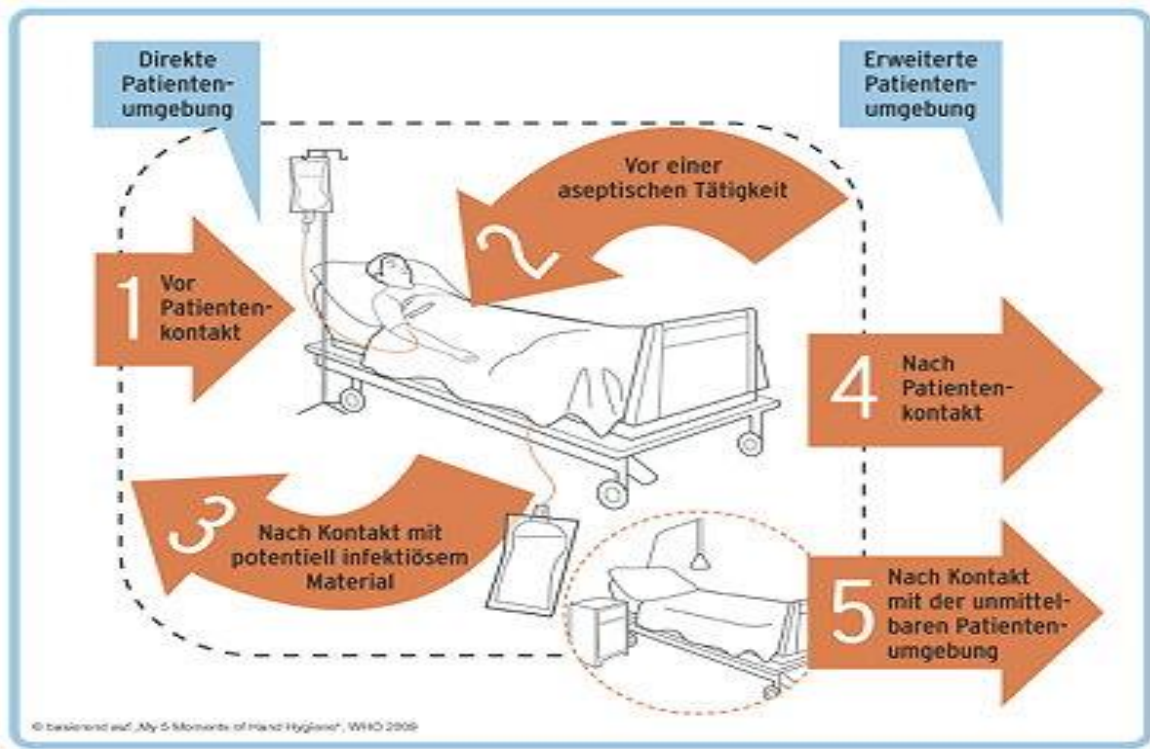 Direkte
Patienten-
umgebung
Erweiterte
Patienten-
umgebung
Vor einer
aseptischen Tätigkeit
2
1
Vor
Patienten-
kontakt
4
Nach
Patienten-
kontakt
3
Nach Kontakt mit
potentiell infektiösem
Material
5
Nach Kontakt
mit der unmittel-
baren Patienten-
umgebung
© basierend auf „My 5 Moments of Hand Hygiene“, WHO 2009